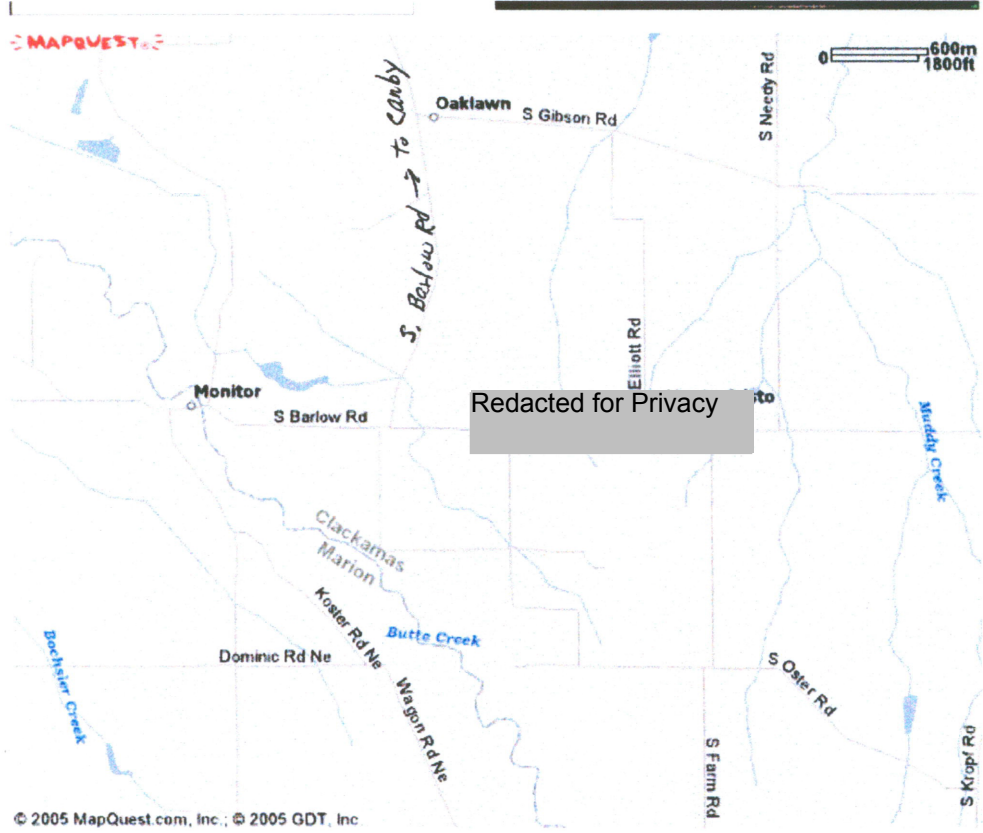 MAPQUEST
0 600m
1800ft
S Needy Rd
S. Barlow Rd → to Canby
Oaklawn
S Gibson Rd
Elliott Rd
Monitor
S Barlow Rd
Redacted for Privacy
sto
Muddy Creek
Clackamas
Marion
Koster Rd Ne
Butte Creek
Dominic Rd Ne
Wagon Rd Ne
Bochsler Creek
S Oster Rd
S Farm Rd
S Kropf Rd
© 2005 MapQuest.com, Inc.; © 2005 GDT, Inc.